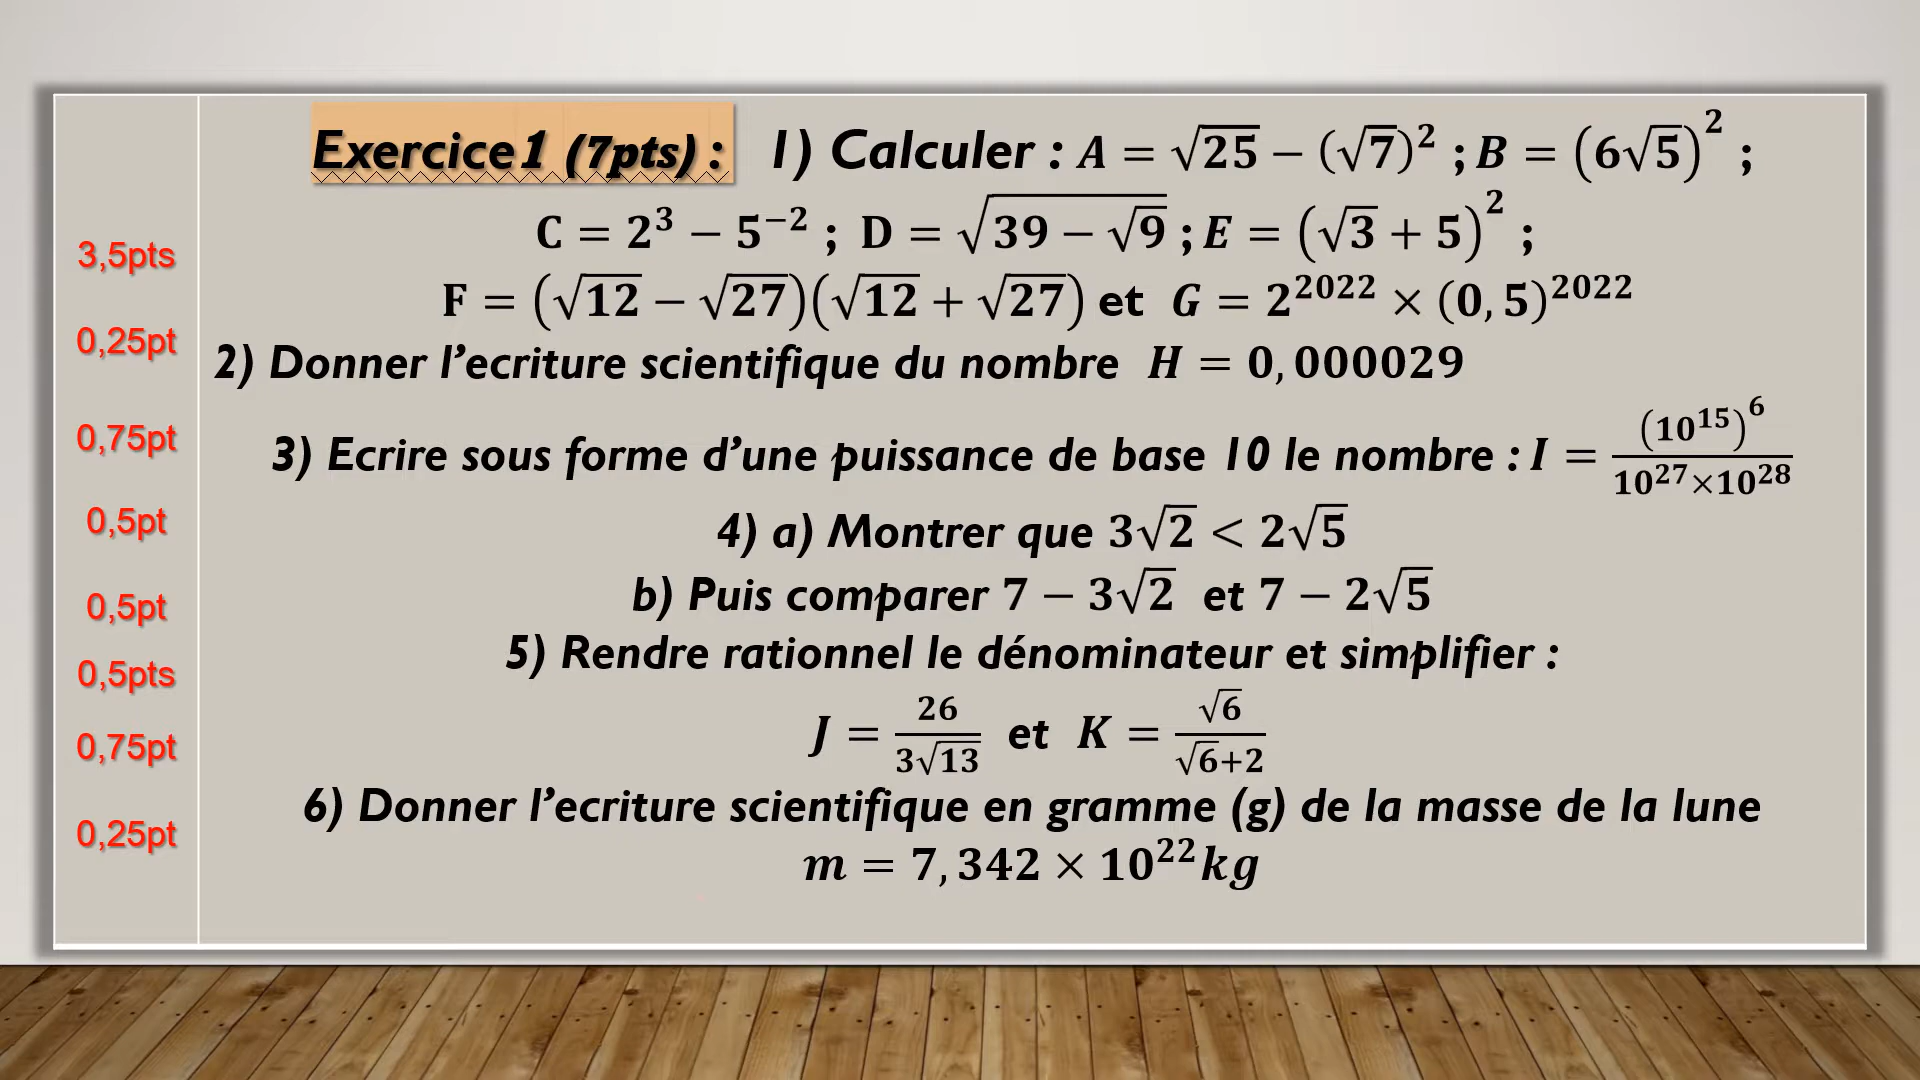 Exercice1 (7pts) : 1) Calculer : A = √25 − (√7)² ; B = (6√5)² ;
C = 2³ − 5⁻² ; D = √(39 − √9) ; E = (√3 + 5)² ;
3,5pts
F = (√12 − √27)(√12 + √27) et G = 2²⁰²² × (0,5)²⁰²²
0,25pt
2) Donner l’ecriture scientifique du nombre H = 0,000029
0,75pt
3) Ecrire sous forme d’une puissance de base 10 le nombre : I = (10¹⁵)⁶ / (10²⁷×10²⁸)
0,5pt
4) a) Montrer que 3√2 < 2√5
0,5pt
b) Puis comparer 7 − 3√2 et 7 − 2√5
0,5pts
5) Rendre rationnel le dénominateur et simplifier :
0,75pt
J = 26 / (3√13) et K = √6 / (√6+2)
6) Donner l’ecriture scientifique en gramme (g) de la masse de la lune
0,25pt
m = 7,342 × 10²² kg